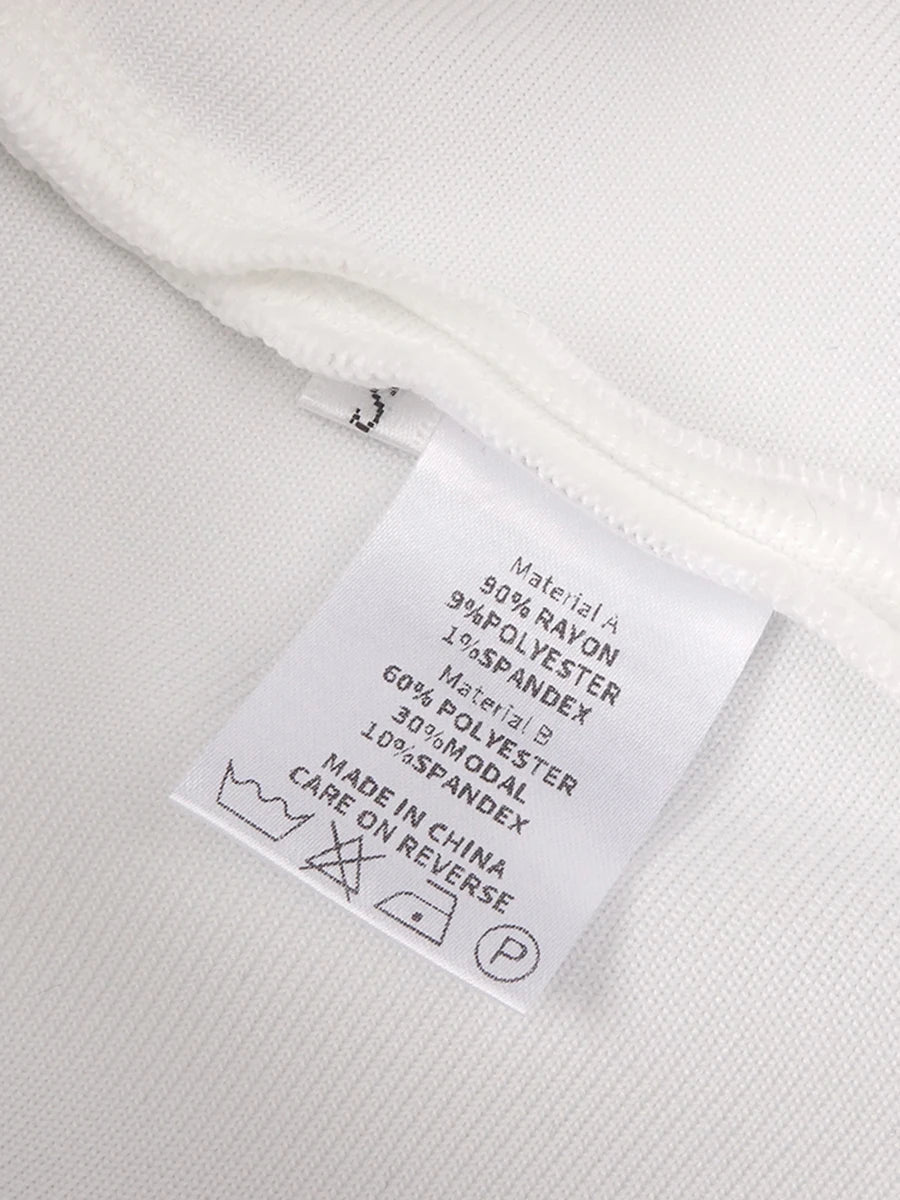 S
Material A
90% RAYON
9%POLYESTER
1%SPANDEX
Material B
60% POLYESTER
30%MODAL
10%SPANDEX
MADE IN CHINA
CARE ON REVERSE
P